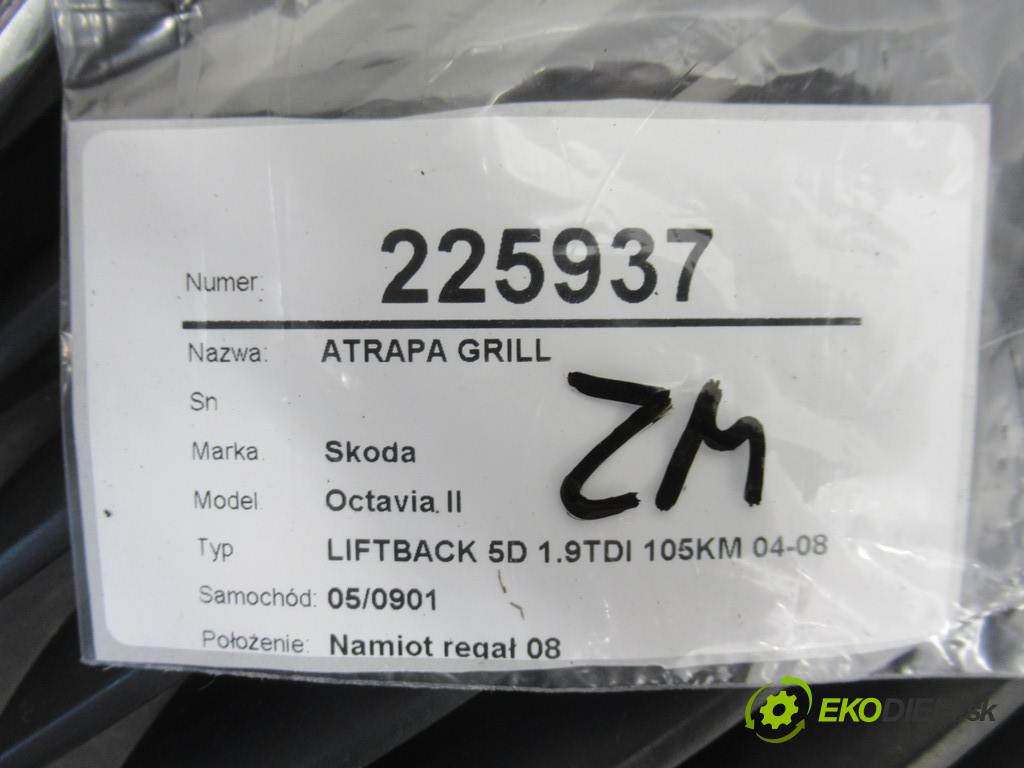 Numer: 225937
Nazwa: ATRAPA GRILL
Sn
ZM
Marka. Skoda
Model. Octavia II
Typ LIFTBACK 5D 1.9TDI 105KM 04-08
Samochód: 05/0901
Położenie: Namiot regał 08
EKODIELY.sk